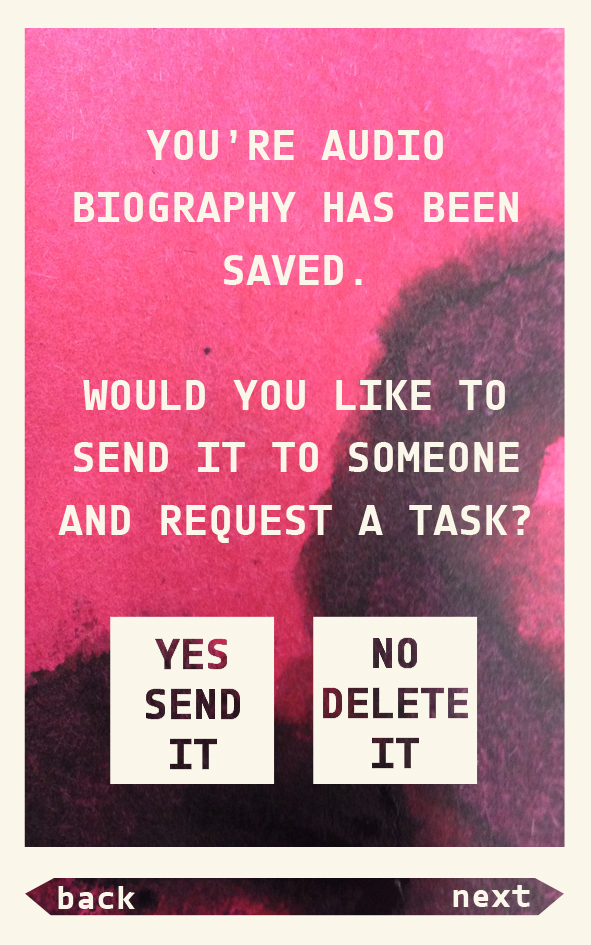 YOU'RE AUDIO
BIOGRAPHY HAS BEEN
SAVED.
WOULD YOU LIKE TO
SEND IT TO SOMEONE
AND REQUEST A TASK?
YES
SEND
IT
NO
DELETE
IT
back
next